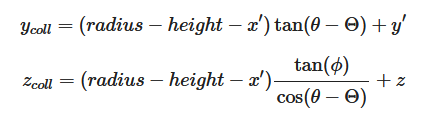 y_coll = (radius − height − x′) tan(θ − Θ) + y′
z_coll = (radius − height − x′) tan(ϕ) / cos(θ − Θ) + z